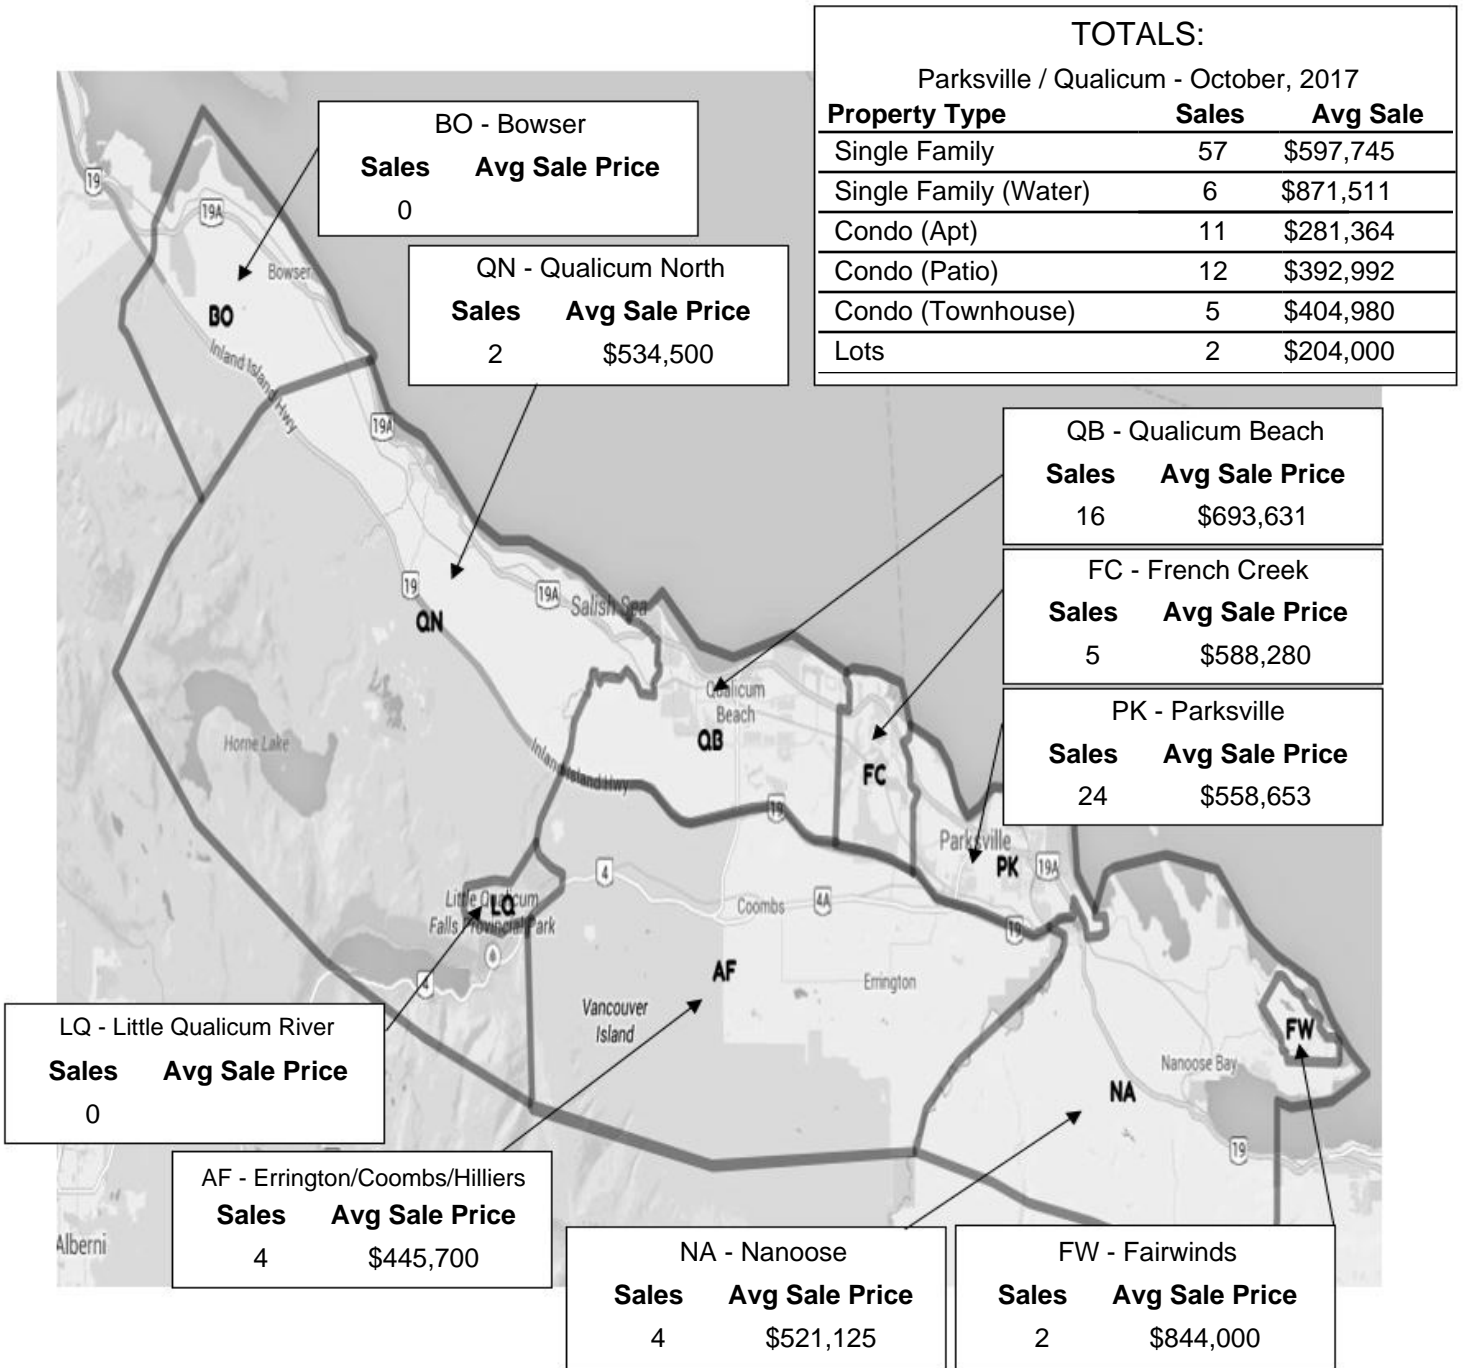 TOTALS:
Parksville / Qualicum - October, 2017
Property Type Sales Avg Sale
Single Family 57 $597,745
Single Family (Water) 6 $871,511
Condo (Apt) 11 $281,364
Condo (Patio) 12 $392,992
Condo (Townhouse) 5 $404,980
Lots 2 $204,000
BO - Bowser
Sales Avg Sale Price
0
QN - Qualicum North
Sales Avg Sale Price
2 $534,500
QB - Qualicum Beach
Sales Avg Sale Price
16 $693,631
FC - French Creek
Sales Avg Sale Price
5 $588,280
PK - Parksville
Sales Avg Sale Price
24 $558,653
LQ - Little Qualicum River
Sales Avg Sale Price
0
AF - Errington/Coombs/Hilliers
Sales Avg Sale Price
4 $445,700
NA - Nanoose
Sales Avg Sale Price
4 $521,125
FW - Fairwinds
Sales Avg Sale Price
2 $844,000
19
19A
Bowser
BO
Inland Island Hwy
19A
19
19A
Salish Sea
QN
Qualicum
Beach
QB
Horne Lake
Inland Island Hwy
FC
19
Parksville
PK
19A
4
Little Qualicum
Falls Provincial Park
LQ
Coombs
4A
19
4
AF
Errington
Vancouver
Island
FW
Nanoose Bay
NA
19
Alberni